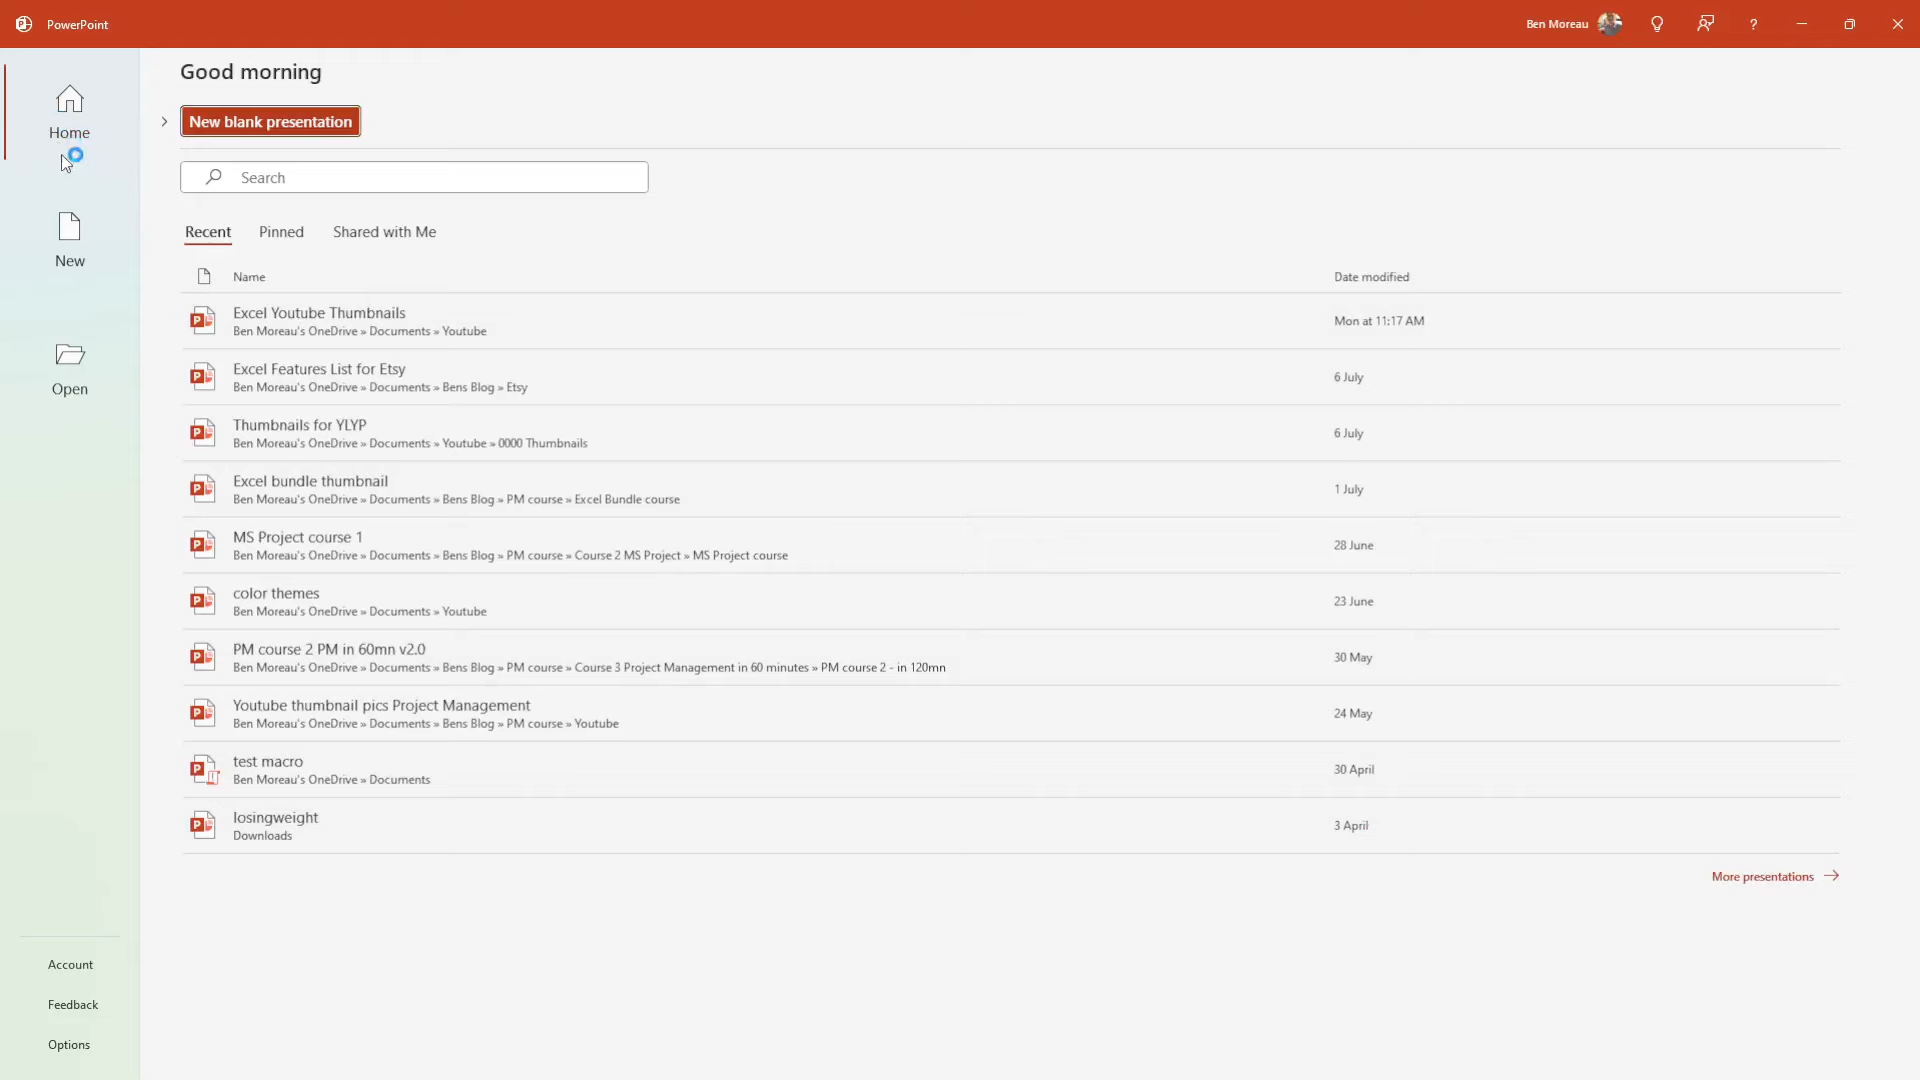 PowerPoint
Ben Moreau
?
Good morning
Home
New blank presentation
Search
Recent Pinned Shared with Me
New
Name Date modified
Excel Youtube Thumbnails
Ben Moreau's OneDrive » Documents » Youtube
Mon at 11:17 AM
Open
Excel Features List for Etsy
Ben Moreau's OneDrive » Documents » Bens Blog » Etsy
6 July
Thumbnails for YLYP
Ben Moreau's OneDrive » Documents » Youtube » 0000 Thumbnails
6 July
Excel bundle thumbnail
Ben Moreau's OneDrive » Documents » Bens Blog » PM course » Excel Bundle course
1 July
MS Project course 1
Ben Moreau's OneDrive » Documents » Bens Blog » PM course » Course 2 MS Project » MS Project course
28 June
color themes
Ben Moreau's OneDrive » Documents » Youtube
23 June
PM course 2 PM in 60mn v2.0
Ben Moreau's OneDrive » Documents » Bens Blog » PM course » Course 3 Project Management in 60 minutes » PM course 2 - in 120mn
30 May
Youtube thumbnail pics Project Management
Ben Moreau's OneDrive » Documents » Bens Blog » PM course » Youtube
24 May
test macro
Ben Moreau's OneDrive » Documents
30 April
losingweight
Downloads
3 April
More presentations
Account
Feedback
Options